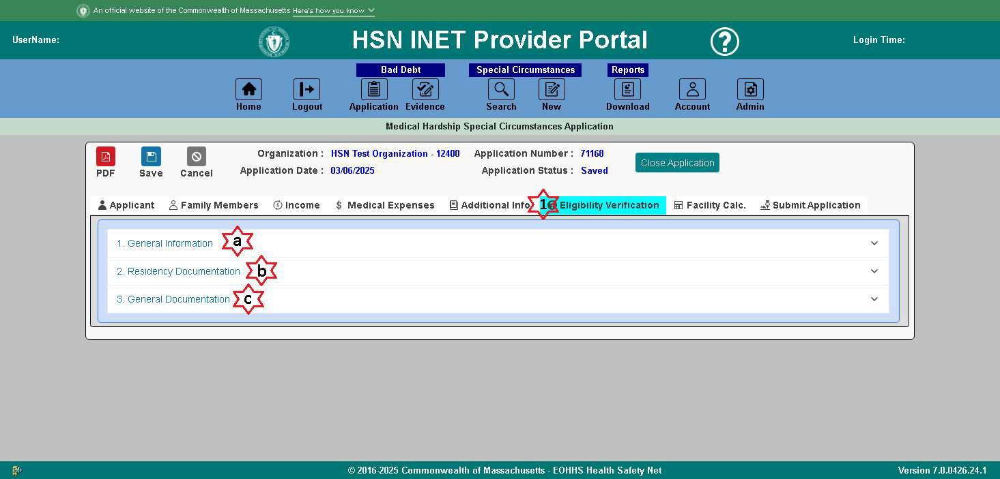 An official website of the Commonwealth of Massachusetts Here's how you know
UserName:
HSN INET Provider Portal
?
Login Time:
Bad Debt Special Circumstances Reports
Home Logout Application Evidence Search New Download Account Admin
Medical Hardship Special Circumstances Application
Organization : HSN Test Organization - 12400 Application Number : 71168
Close Application
PDF Save Cancel Application Date : 03/06/2025 Application Status : Saved
Applicant Family Members Income $ Medical Expenses Additional Info 1 Eligibility Verification Facility Calc. Submit Application
1. General Information a
2. Residency Documentation b
3. General Documentation c
© 2016-2025 Commonwealth of Massachusetts - EOHHS Health Safety Net Version 7.0.0426.24.1